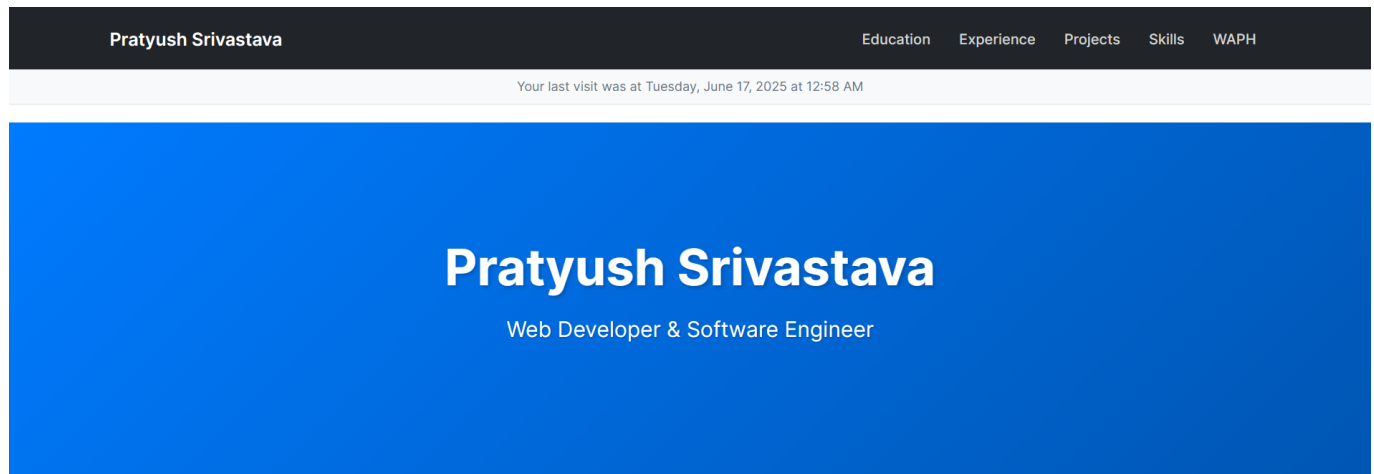 Pratyush Srivastava Education Experience Projects Skills WAPH
Your last visit was at Tuesday, June 17, 2025 at 12:58 AM
Pratyush Srivastava
Web Developer & Software Engineer